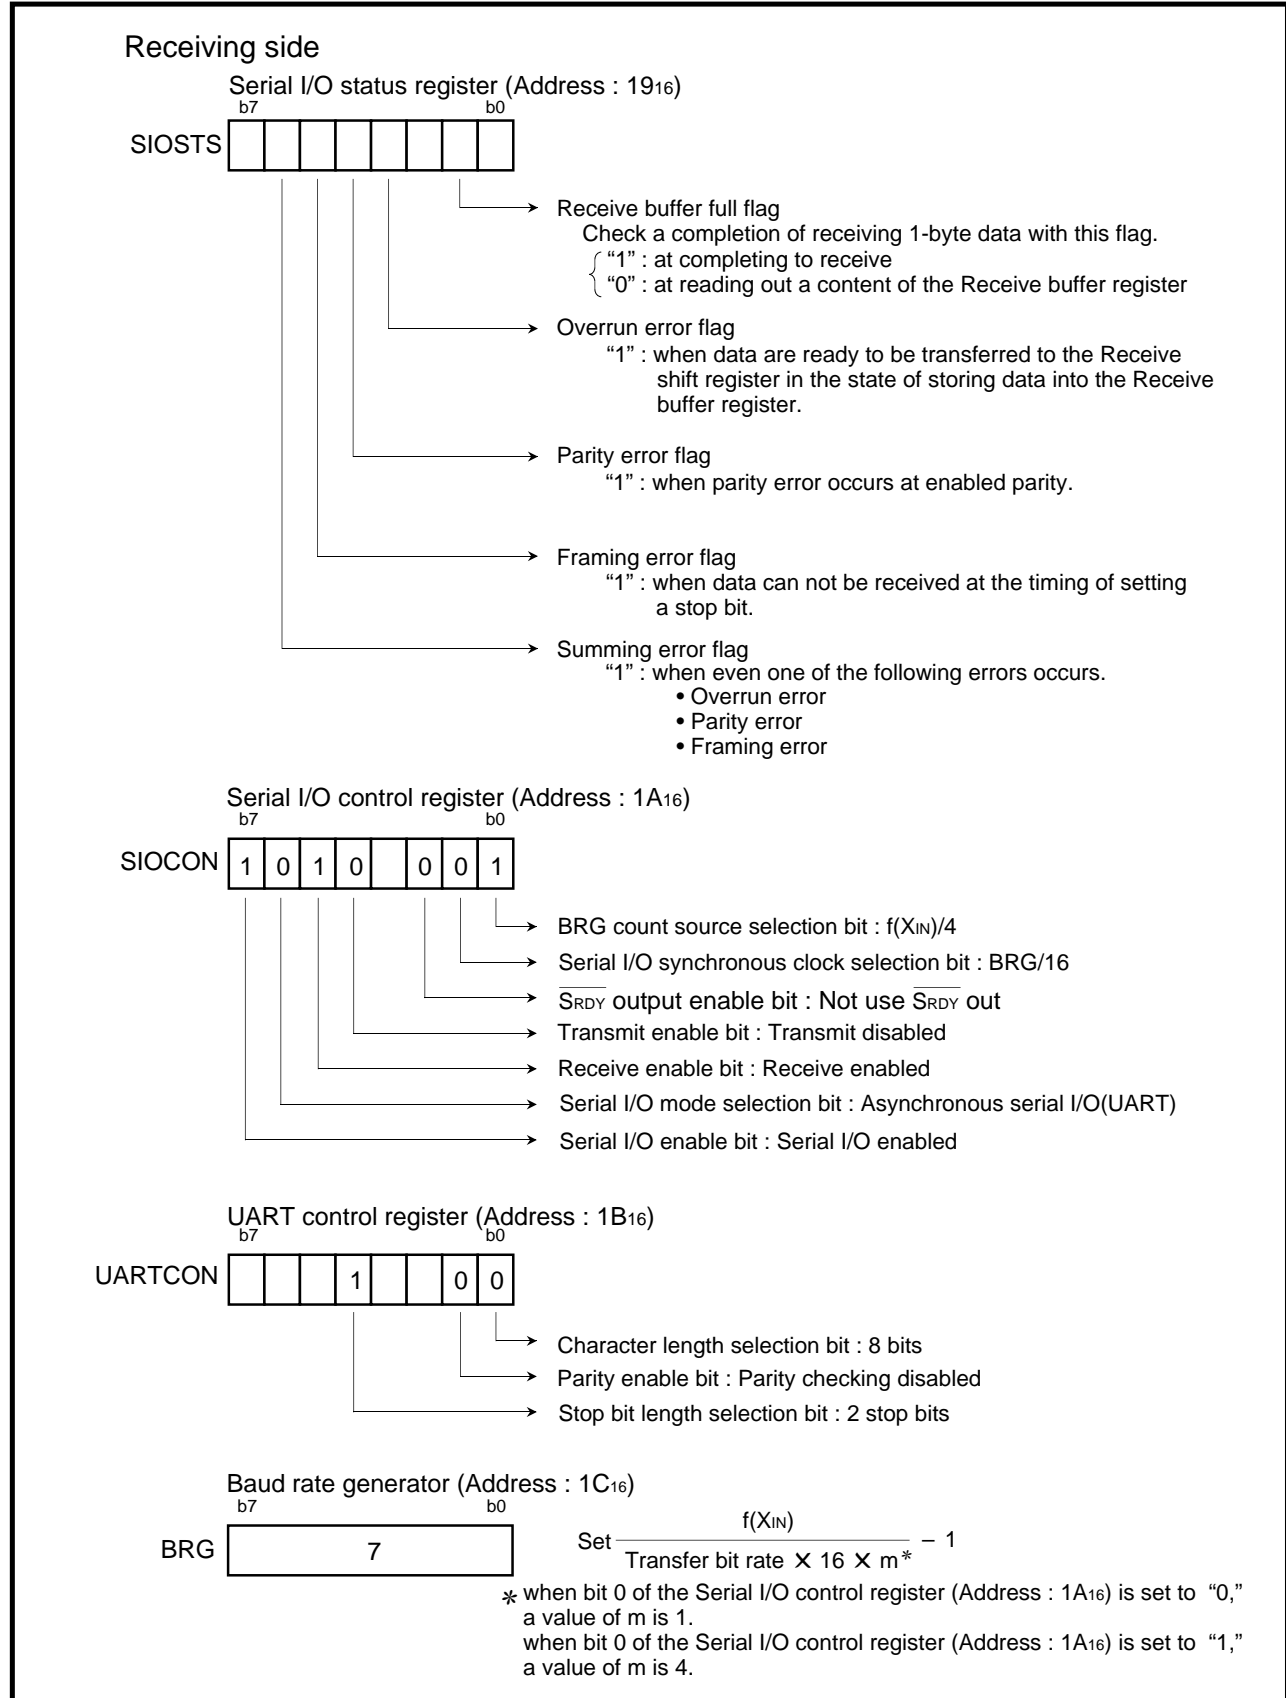 Receiving side
Serial I/O status register (Address : 1916)
b7 b0
SIOSTS
Receive buffer full flag
Check a completion of receiving 1-byte data with this flag.
“1” : at completing to receive
“0” : at reading out a content of the Receive buffer register
Overrun error flag
“1” : when data are ready to be transferred to the Receive
shift register in the state of storing data into the Receive
buffer register.
Parity error flag
“1” : when parity error occurs at enabled parity.
Framing error flag
“1” : when data can not be received at the timing of setting
a stop bit.
Summing error flag
“1” : when even one of the following errors occurs.
• Overrun error
• Parity error
• Framing error
Serial I/O control register (Address : 1A16)
b7 b0
SIOCON 1 0 1 0 0 0 1
BRG count source selection bit : f(XIN)/4
Serial I/O synchronous clock selection bit : BRG/16
SRDY output enable bit : Not use SRDY out
Transmit enable bit : Transmit disabled
Receive enable bit : Receive enabled
Serial I/O mode selection bit : Asynchronous serial I/O(UART)
Serial I/O enable bit : Serial I/O enabled
UART control register (Address : 1B16)
b7 b0
UARTCON 1 0 0
Character length selection bit : 8 bits
Parity enable bit : Parity checking disabled
Stop bit length selection bit : 2 stop bits
Baud rate generator (Address : 1C16)
b7 b0
BRG 7
f(XIN)
Set – 1
Transfer bit rate ✕ 16 ✕ m*
* when bit 0 of the Serial I/O control register (Address : 1A16) is set to “0,”
a value of m is 1.
when bit 0 of the Serial I/O control register (Address : 1A16) is set to “1,”
a value of m is 4.